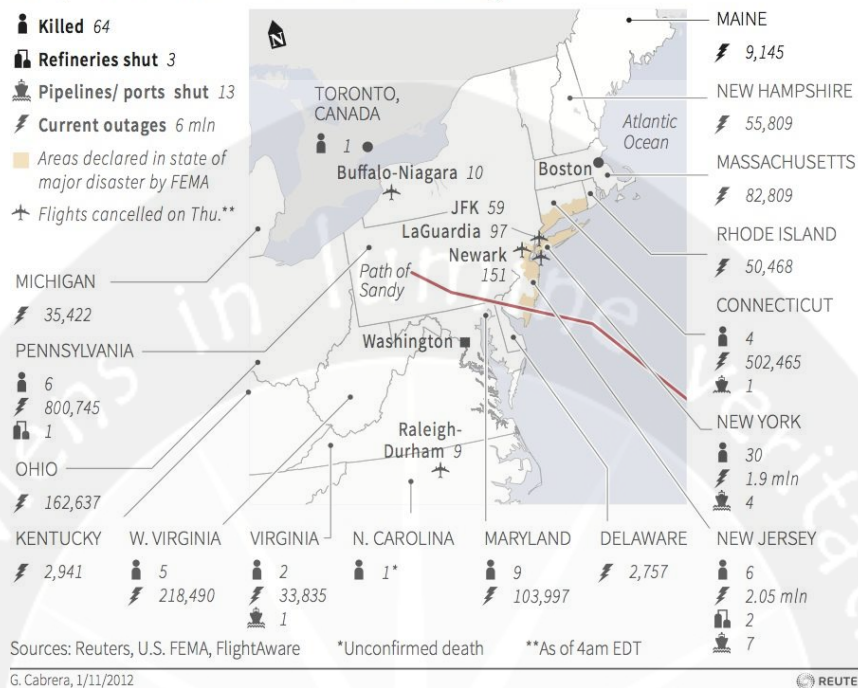 Killed 64
Refineries shut 3
Pipelines/ ports shut 13
Current outages 6 mln
Areas declared in state of
major disaster by FEMA
Flights cancelled on Thu.**
N
TORONTO,
CANADA
1
Buffalo-Niagara 10
JFK 59
LaGuardia 97
Newark
151
Path of
Sandy
Washington
Raleigh-
Durham 9
Boston
Atlantic
Ocean
MAINE
9,145
NEW HAMPSHIRE
55,809
MASSACHUSETTS
82,809
RHODE ISLAND
50,468
CONNECTICUT
4
502,465
1
NEW YORK
30
1.9 mln
4
MICHIGAN
35,422
PENNSYLVANIA
6
800,745
1
OHIO
162,637
KENTUCKY
2,941
W. VIRGINIA
5
218,490
VIRGINIA
2
33,835
1
N. CAROLINA
1*
MARYLAND
9
103,997
DELAWARE
2,757
NEW JERSEY
6
2.05 mln
2
7
Sources: Reuters, U.S. FEMA, FlightAware *Unconfirmed death **As of 4am EDT
G. Cabrera, 1/11/2012
REUTE
in lumine